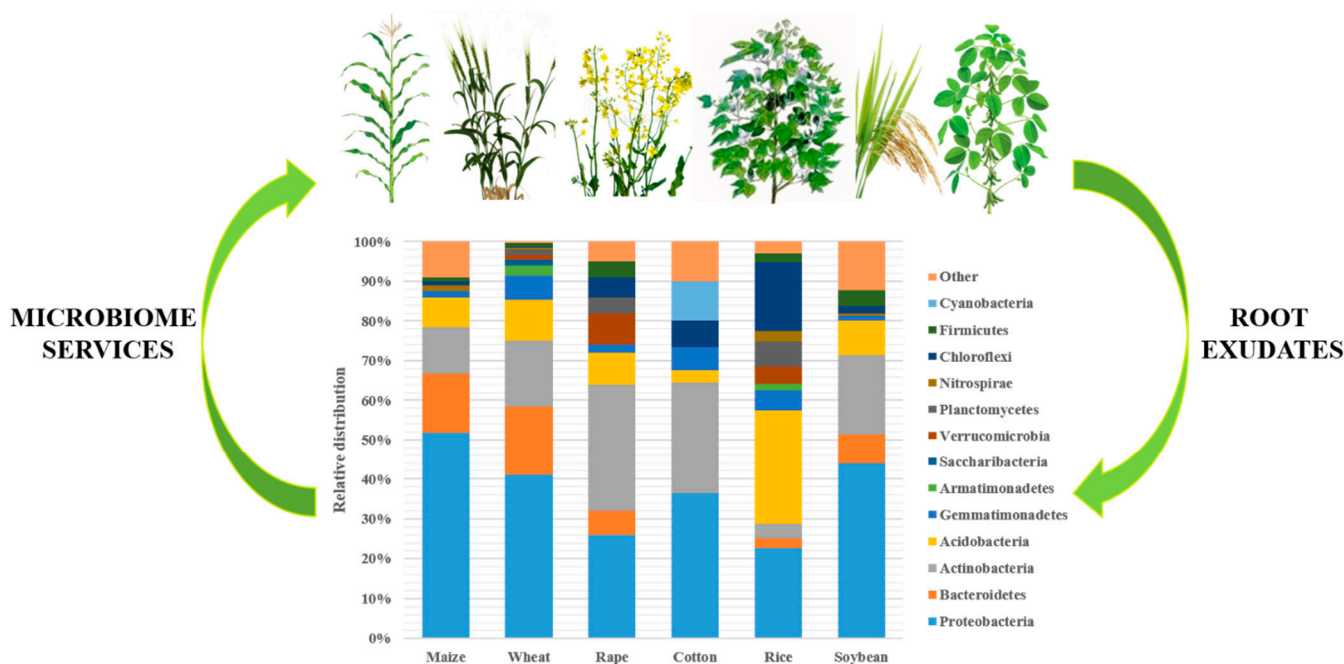 MICROBIOME
SERVICES
ROOT
EXUDATES
Relative distribution
100%
90%
80%
70%
60%
50%
40%
30%
20%
10%
0%
Maize
Wheat
Rape
Cotton
Rice
Soybean
Other
Cyanobacteria
Firmicutes
Chloroflexi
Nitrospirae
Planctomycetes
Verrucomicrobia
Saccharibacteria
Armatimonadetes
Gemmatimonadetes
Acidobacteria
Actinobacteria
Bacteroidetes
Proteobacteria